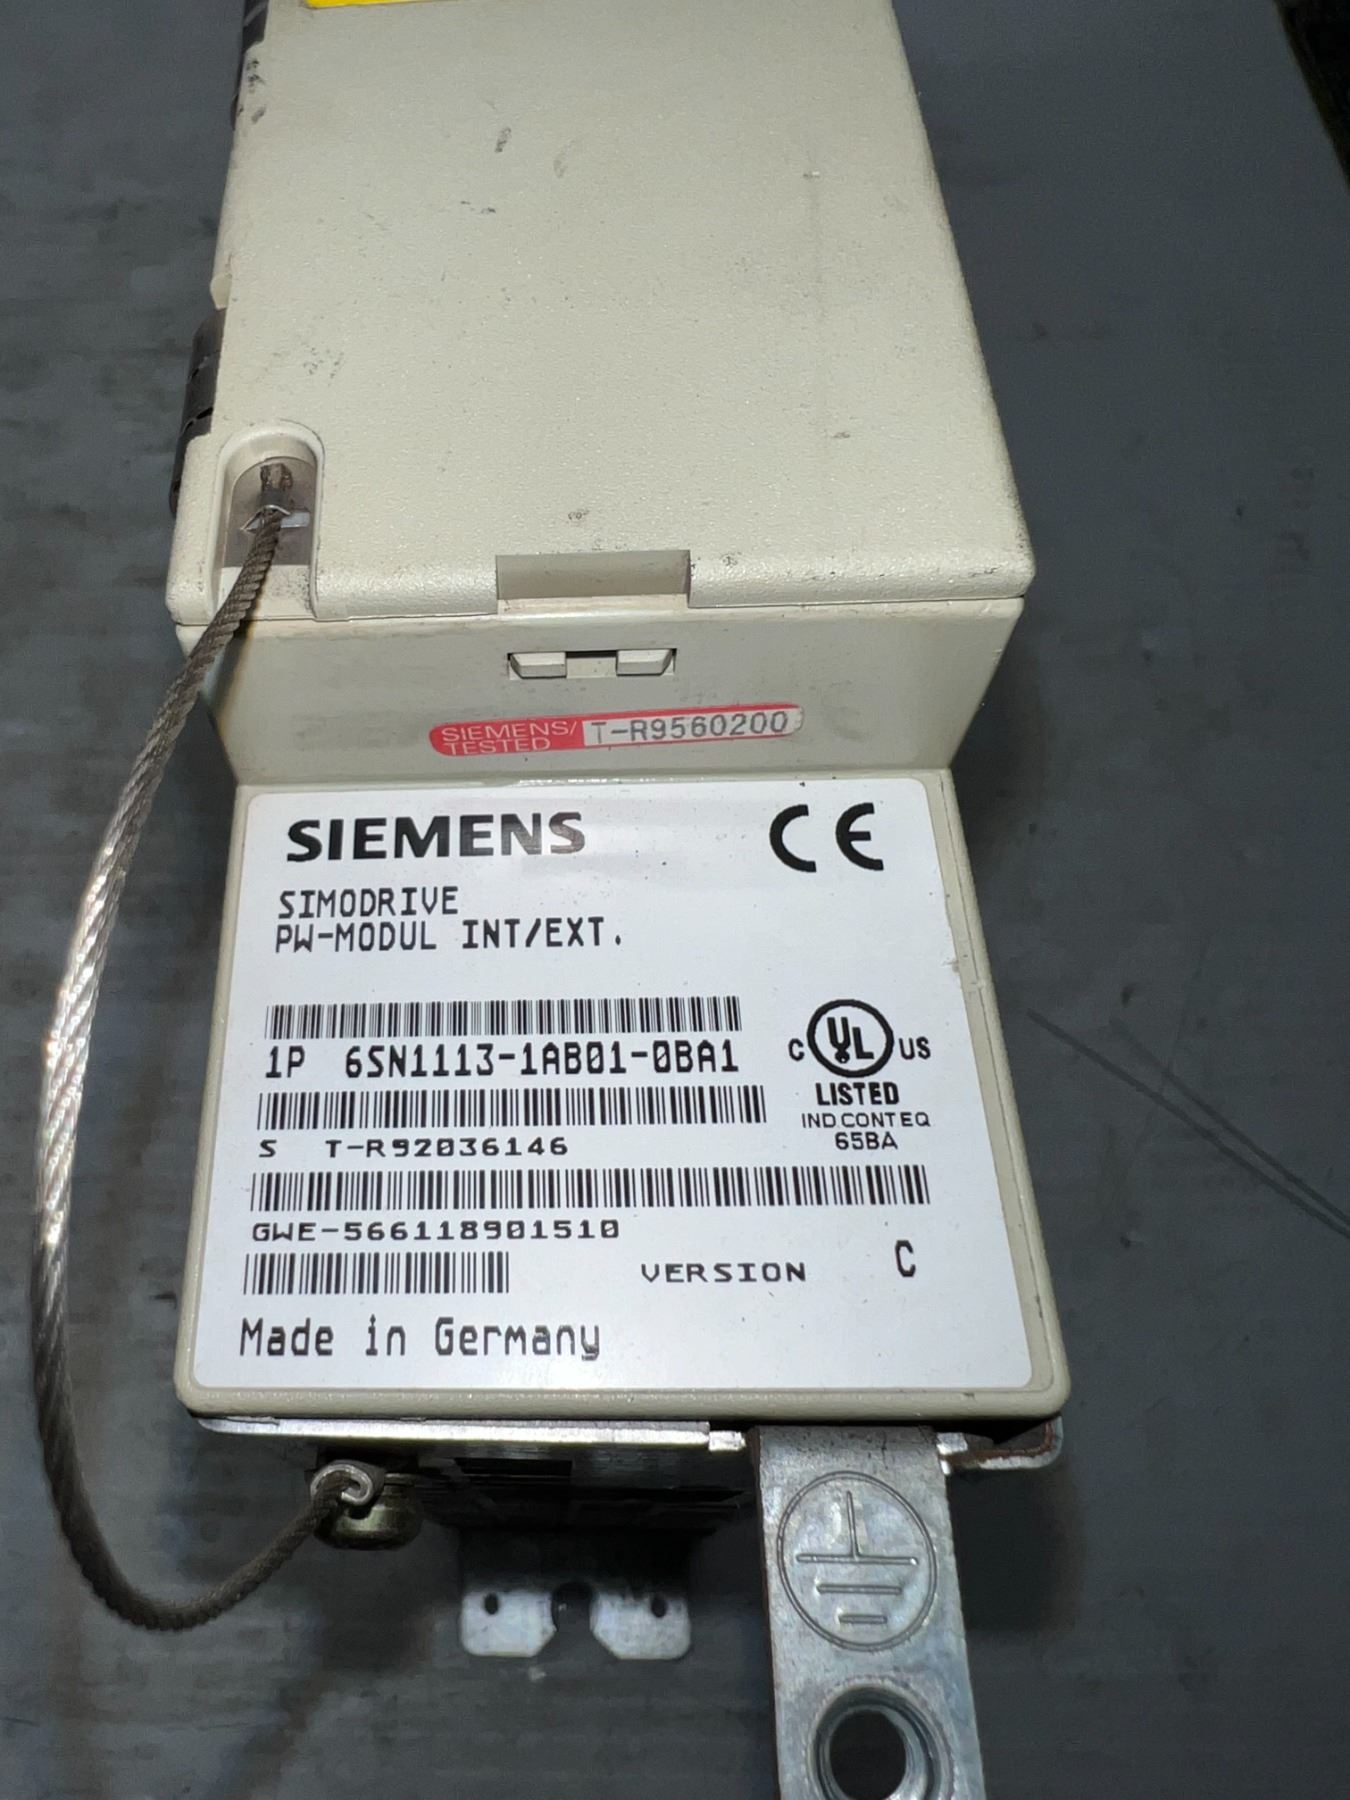 SIEMENS/ T-R9560200
TESTED
SIEMENS CE
SIMODRIVE
PW-MODUL INT/EXT.
1P 6SN1113-1AB01-0BA1
C UL US
LISTED
IND.CONT.EQ
65BA
S T-R92036146
GWE-566118901510
VERSION C
Made in Germany